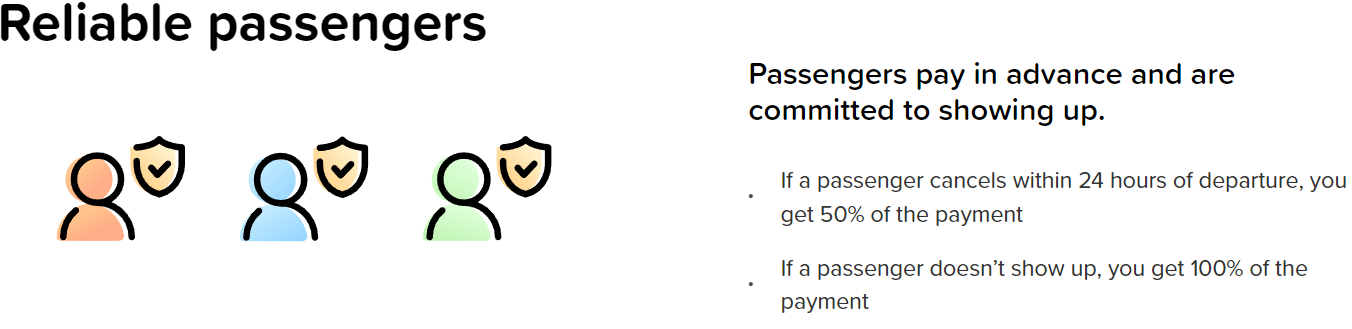 Reliable passengers
Passengers pay in advance and are
committed to showing up.
If a passenger cancels within 24 hours of departure, you
get 50% of the payment
If a passenger doesn’t show up, you get 100% of the
payment